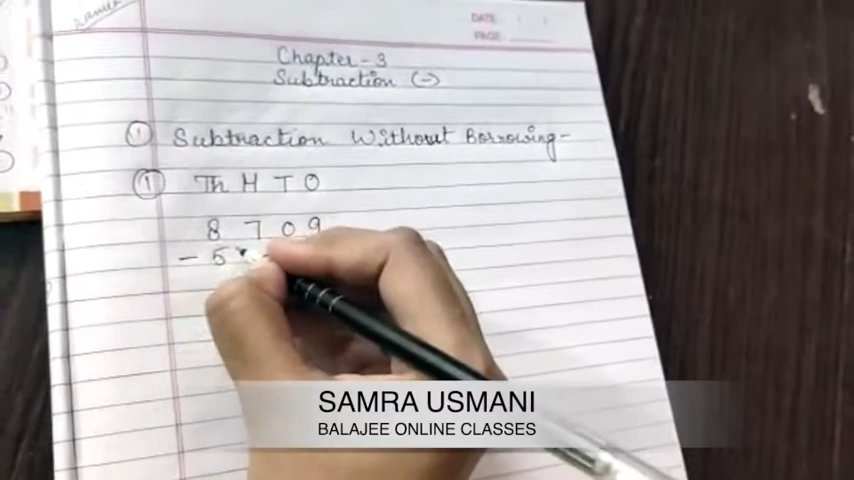 DATE
PAGE
Chapter - 3
Subtraction (-)
① Subtraction Without Borrowing -
① Th H T O
8 7 0 9
- 5
SAMRA USMANI
BALAJEE ONLINE CLASSES